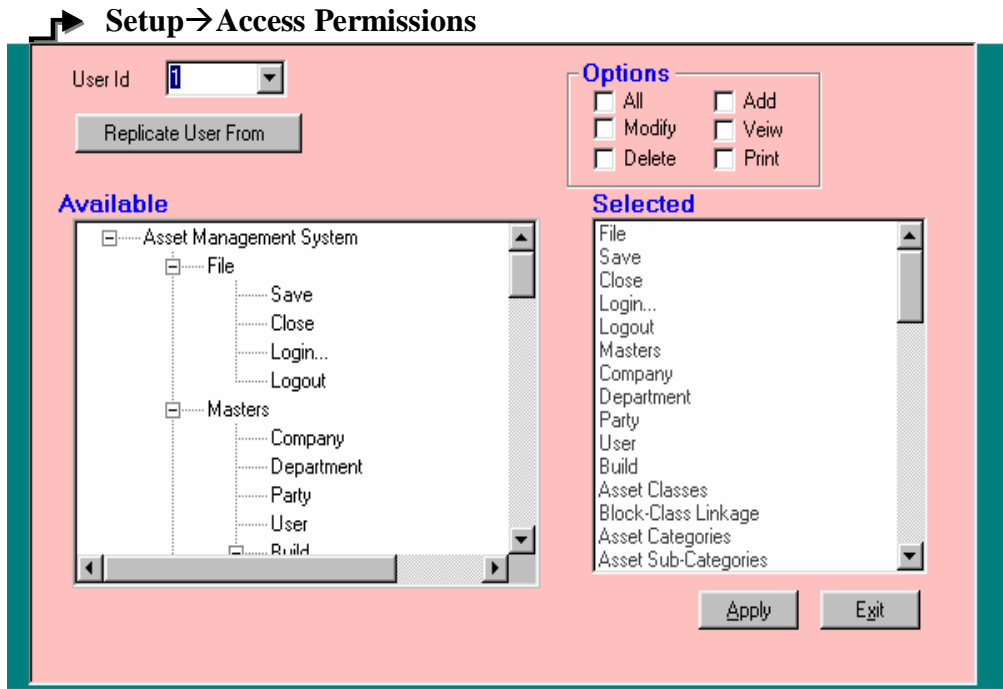 Setup→Access Permissions
User Id 1
Replicate User From
Options
All Add
Modify Veiw
Delete Print
Available
Asset Management System
File
Save
Close
Login...
Logout
Masters
Company
Department
Party
User
Build
Selected
File
Save
Close
Login...
Logout
Masters
Company
Department
Party
User
Build
Asset Classes
Block-Class Linkage
Asset Categories
Asset Sub-Categories
Apply Exit